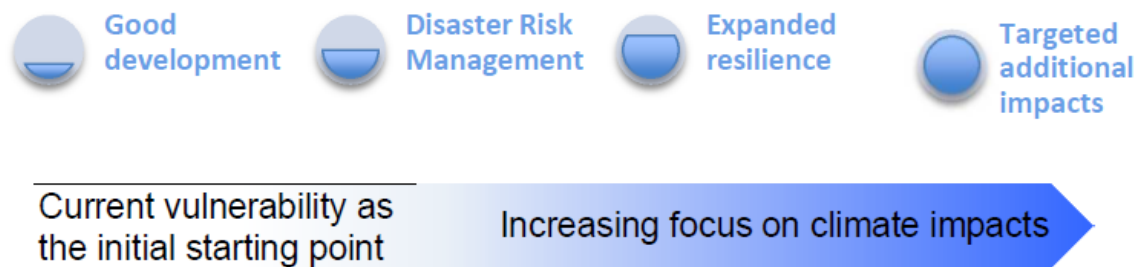 Good
development
Disaster Risk
Management
Expanded
resilience
Targeted
additional
impacts
Current vulnerability as
the initial starting point
Increasing focus on climate impacts